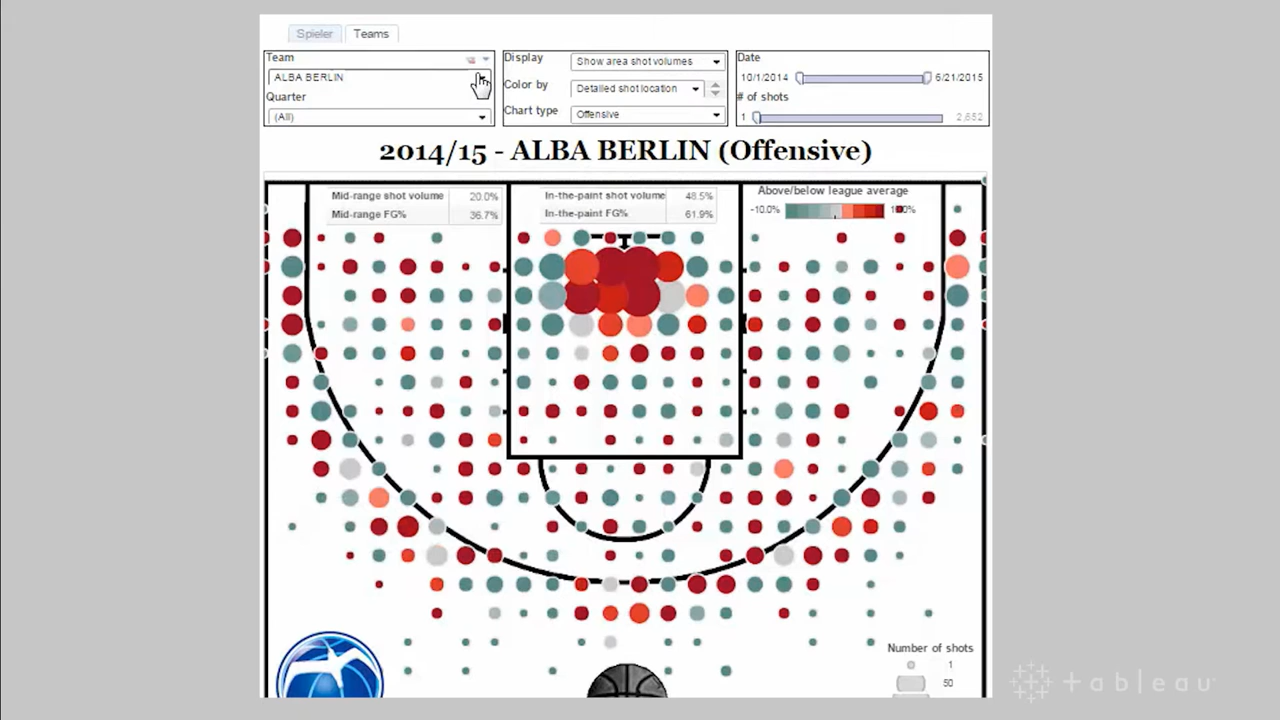 Spieler Teams
Team
ALBA BERLIN
Quarter
(All)
Display Show area shot volumes
Color by Detailed shot location
Chart type Offensive
Date
10/1/2014 6/21/2015
# of shots
1 2,652
2014/15 - ALBA BERLIN (Offensive)
Mid-range shot volume 20.0%
Mid-range FG% 36.7%
In-the-paint shot volume 48.5%
In-the-paint FG% 61.9%
Above/below league average
-10.0%
Number of shots
1
50
+ a b l e a u